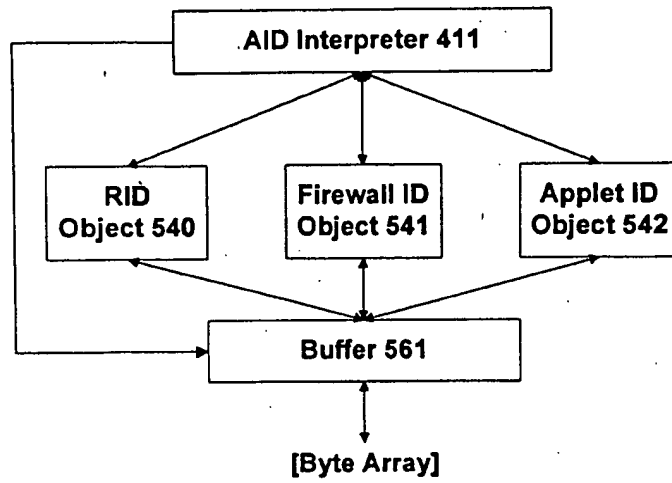 AID Interpreter 411
RID
Object 540
Firewall ID
Object 541
Applet ID
Object 542
Buffer 561
[Byte Array]